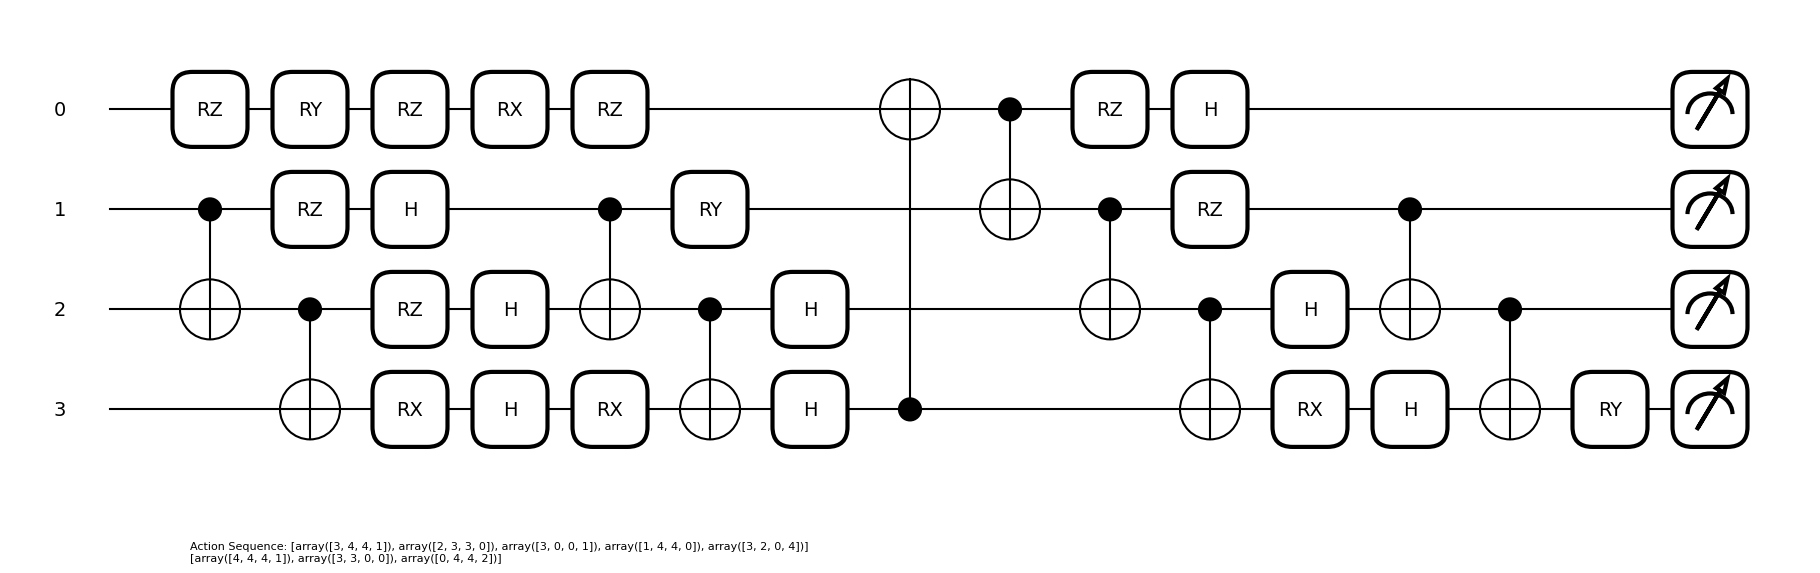 0 RZ RY RZ RX RZ RZ H
1 RZ H RY RZ
2 RZ H H H
3 RX H RX H RX H RY
Action Sequence: [array([3, 4, 4, 1]), array([2, 3, 3, 0]), array([3, 0, 0, 1]), array([1, 4, 4, 0]), array([3, 2, 0, 4])]
[array([4, 4, 4, 1]), array([3, 3, 0, 0]), array([0, 4, 4, 2])]